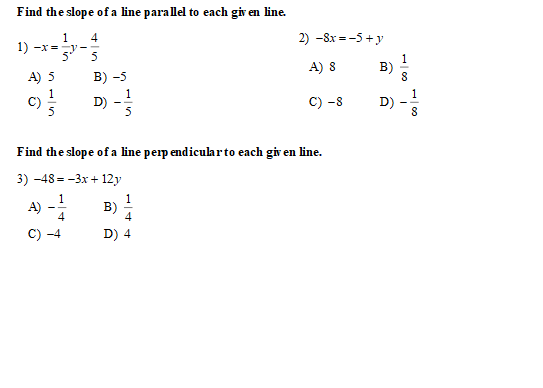 Find the slope of a line parallel to each given line.
1) −x = 1/5 y − 4/5
A) 5 B) −5
C) 1/5 D) −1/5
2) −8x = −5 + y
A) 8 B) 1/8
C) −8 D) −1/8
Find the slope of a line perpendicular to each given line.
3) −48 = −3x + 12y
A) −1/4 B) 1/4
C) −4 D) 4